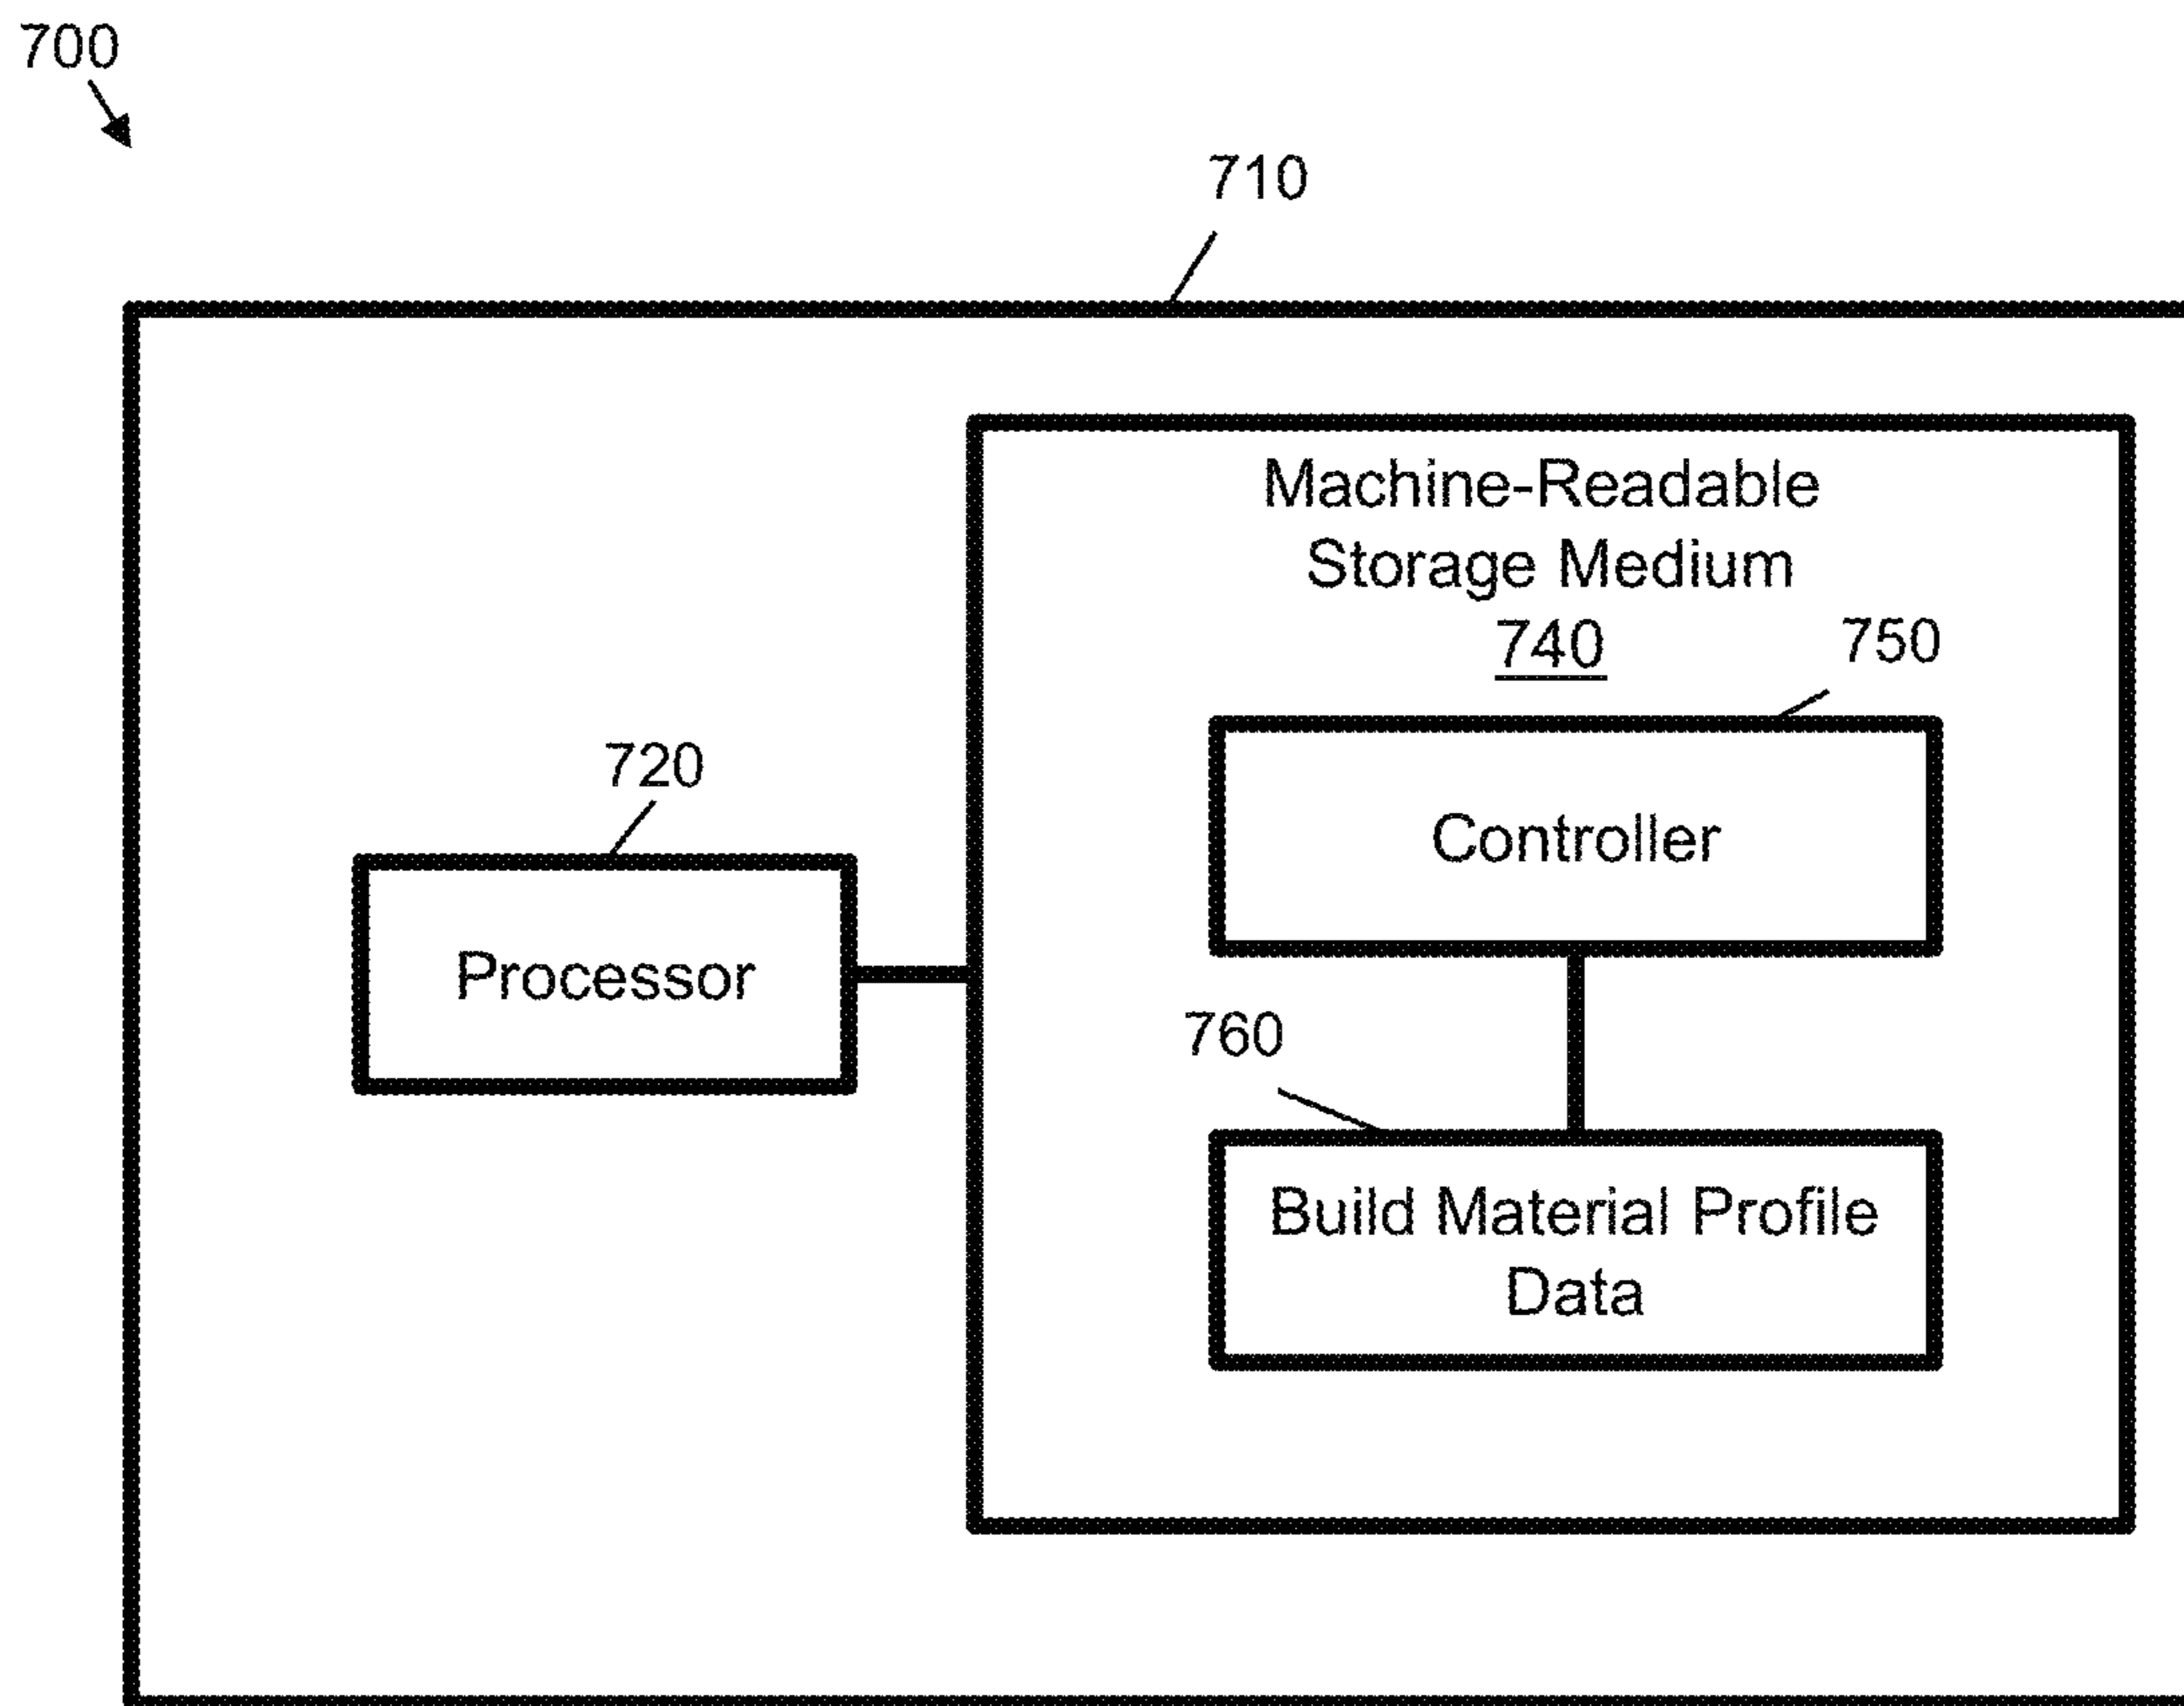 700
710
Machine-Readable
Storage Medium
740
750
Controller
720
Processor
760
Build Material Profile
Data